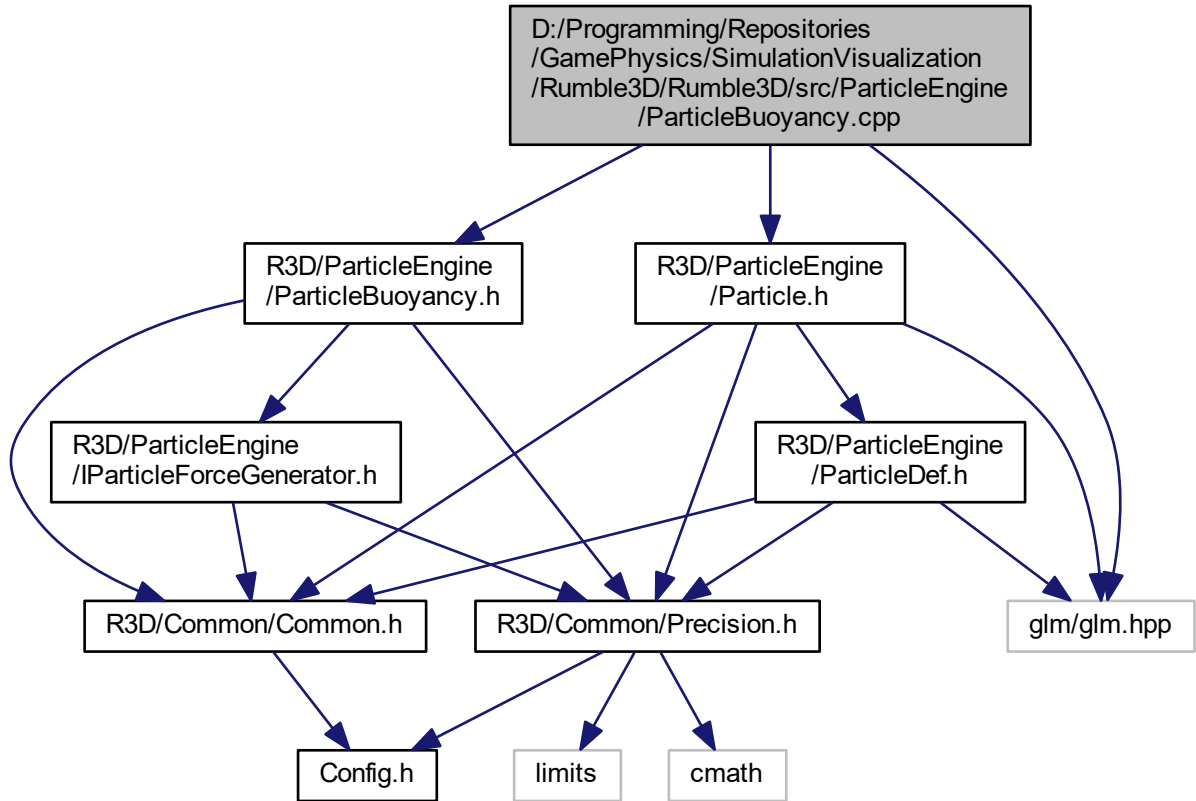 D:/Programming/Repositories
/GamePhysics/SimulationVisualization
/Rumble3D/Rumble3D/src/ParticleEngine
/ParticleBuoyancy.cpp
R3D/ParticleEngine
/ParticleBuoyancy.h
R3D/ParticleEngine
/Particle.h
R3D/ParticleEngine
/IParticleForceGenerator.h
R3D/ParticleEngine
/ParticleDef.h
R3D/Common/Common.h
R3D/Common/Precision.h
glm/glm.hpp
Config.h
limits
cmath